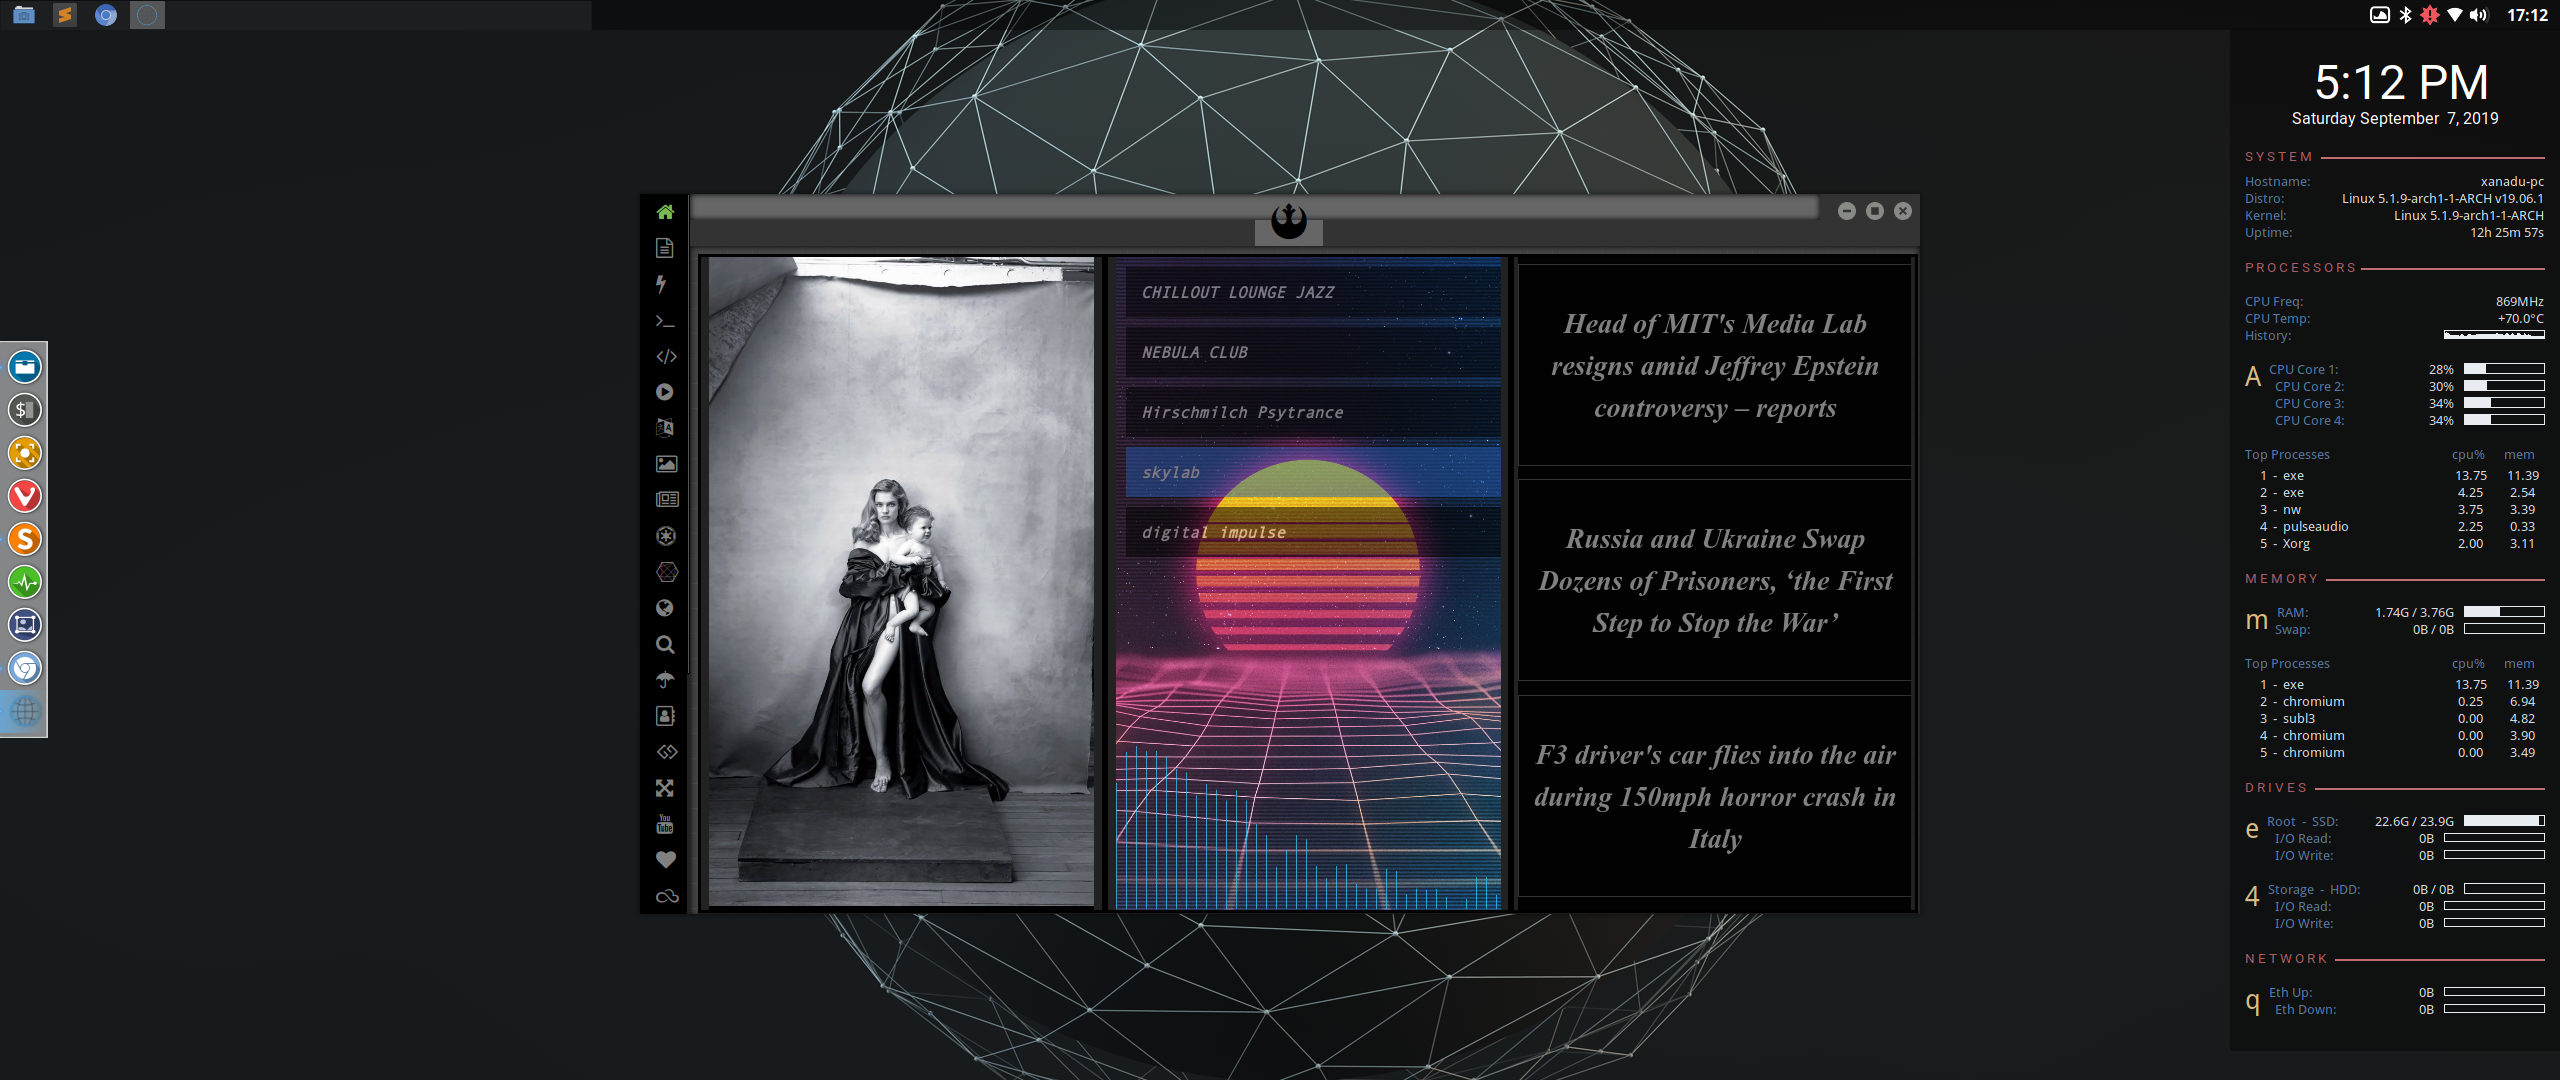 17:12
5:12 PM
Saturday September 7, 2019
SYSTEM
Hostname: xanadu-pc
Distro: Linux 5.1.9-arch1-1-ARCH v19.06.1
Kernel: Linux 5.1.9-arch1-1-ARCH
Uptime: 12h 25m 57s
PROCESSORS
CPU Freq: 869MHz
CPU Temp: +70.0°C
History:
A CPU Core 1: 28%
CPU Core 2: 30%
CPU Core 3: 34%
CPU Core 4: 34%
Top Processes cpu% mem
1 - exe 13.75 11.39
2 - exe 4.25 2.54
3 - nw 3.75 3.39
4 - pulseaudio 2.25 0.33
5 - Xorg 2.00 3.11
MEMORY
m RAM: 1.74G / 3.76G
Swap: 0B / 0B
Top Processes cpu% mem
1 - exe 13.75 11.39
2 - chromium 0.25 6.94
3 - subl3 0.00 4.82
4 - chromium 0.00 3.90
5 - chromium 0.00 3.49
DRIVES
e Root - SSD: 22.6G / 23.9G
I/O Read: 0B
I/O Write: 0B
4 Storage - HDD: 0B / 0B
I/O Read: 0B
I/O Write: 0B
NETWORK
q Eth Up: 0B
Eth Down: 0B
CHILLOUT LOUNGE JAZZ
NEBULA CLUB
Hirschmilch Psytrance
skylab
digital impulse
Head of MIT's Media Lab
resigns amid Jeffrey Epstein
controversy – reports
Russia and Ukraine Swap
Dozens of Prisoners, ‘the First
Step to Stop the War’
F3 driver's car flies into the air
during 150mph horror crash in
Italy
You
Tube